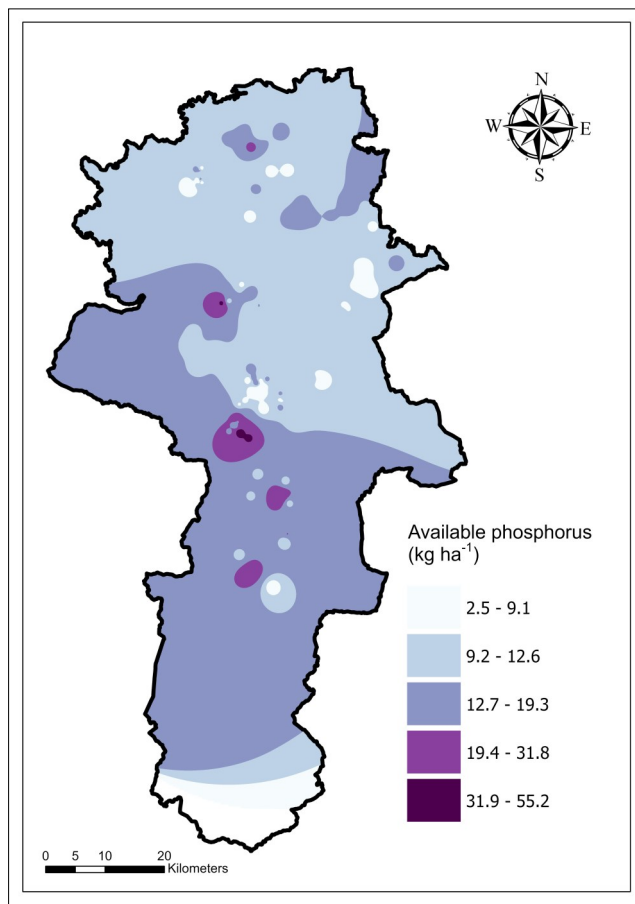 N
W E
S
Available phosphorus
(kg ha⁻¹)
2.5 - 9.1
9.2 - 12.6
12.7 - 19.3
19.4 - 31.8
31.9 - 55.2
0 5 10 20
Kilometers